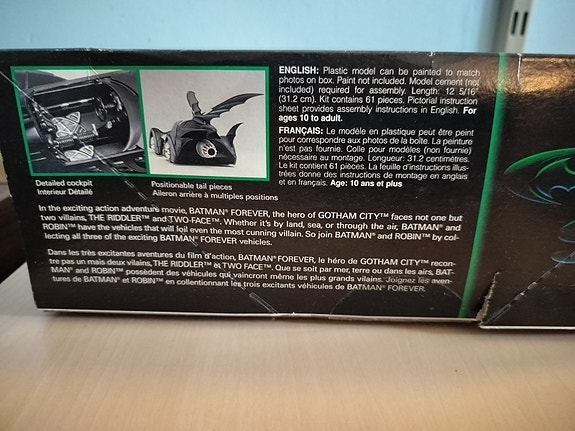 ENGLISH: Plastic model can be painted to match
photos on box. Paint not included. Model cement (not
included) required for assembly. Length: 12 5/16"
(31.2 cm). Kit contains 61 pieces. Pictorial instruction
sheet provides assembly instructions in English. For
ages 10 to adult.
FRANÇAIS: Le modèle en plastique peut être peint
pour correspondre aux photos de la boîte. La peinture
n'est pas fournie. Colle pour modèles (non fournie)
nécessaire au montage. Longueur: 31.2 centimètres.
Le kit contient 61 pièces. La feuille d'instructions illus-
trées donne des instructions de montage en anglais
et en français. Age: 10 ans et plus
Detailed cockpit
Interieur Détailé
Positionable tail pieces
Aileron arrière à multiples positions
In the exciting action adventure movie, BATMAN® FOREVER, the hero of GOTHAM CITY™ faces not one but
two villains, THE RIDDLER™ and TWO-FACE™. Whether it's by land, sea, or through the air, BATMAN® and
ROBIN™ have the vehicles that will foil even the most cunning villain. So join BATMAN® and ROBIN™ by col-
lecting all three of the exciting BATMAN® FOREVER vehicles.
Dans les très excitantes aventures du film d'action, BATMAN® FOREVER, le héro de GOTHAM CITY™ recon-
tre pas un mais deux vilains, THE RIDDLER™ et TWO FACE™. Que se soit par mer, terre ou dans les airs, BAT-
MAN® and ROBIN™ possèdent des véhicules qui vaincront même les plus grands vilains. Joignez les aven-
tures de BATMAN® et ROBIN™ en collentionnant les trois excitants véhicules de BATMAN® FOREVER.